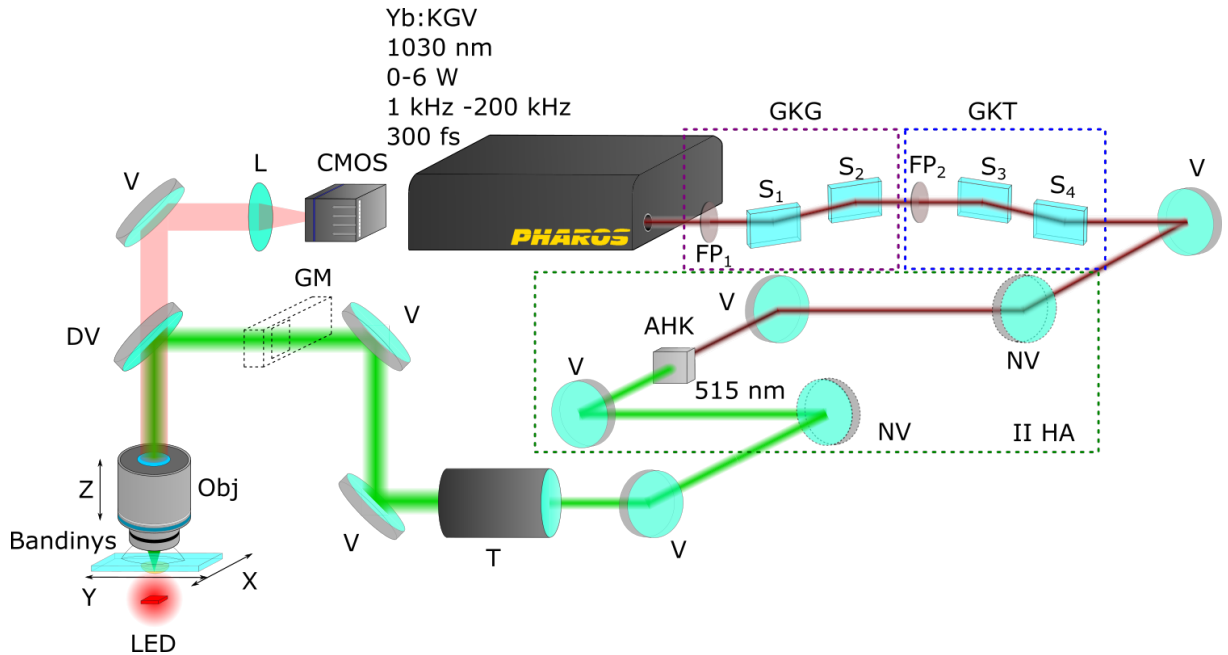 Yb:KGV
1030 nm
0-6 W
1 kHz -200 kHz
300 fs
GKG
GKT
V
L
CMOS
S1
S2
FP2
S3
S4
V
PHAROS
FP1
GM
V
V
AHK
NV
DV
V
515 nm
NV
II HA
Z
Obj
Bandinys
V
T
V
Y
X
LED